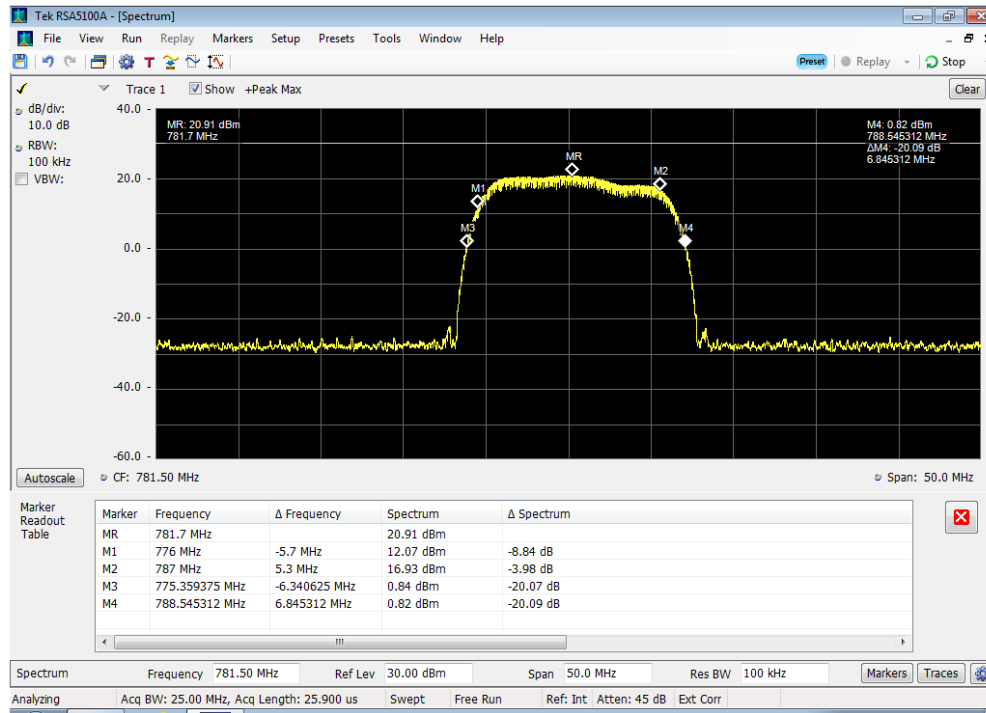 Tek RSA5100A - [Spectrum]
File View Run Replay Markers Setup Presets Tools Window Help
T Preset Replay Stop
Trace 1 Show +Peak Max Clear
dB/div:
10.0 dB
RBW:
100 kHz
VBW:
40.0
20.0
0.0
-20.0
-40.0
-60.0
MR: 20.91 dBm
781.7 MHz
M4: 0.82 dBm
788.545312 MHz
ΔM4: -20.09 dB
6.845312 MHz
MR
M2
M1
M3
M4
Autoscale CF: 781.50 MHz Span: 50.0 MHz
Marker
Readout
Table
Marker Frequency Δ Frequency Spectrum Δ Spectrum
MR 781.7 MHz 20.91 dBm
M1 776 MHz -5.7 MHz 12.07 dBm -8.84 dB
M2 787 MHz 5.3 MHz 16.93 dBm -3.98 dB
M3 775.359375 MHz -6.340625 MHz 0.84 dBm -20.07 dB
M4 788.545312 MHz 6.845312 MHz 0.82 dBm -20.09 dB
Spectrum Frequency 781.50 MHz Ref Lev 30.00 dBm Span 50.0 MHz Res BW 100 kHz Markers Traces
Analyzing Acq BW: 25.00 MHz, Acq Length: 25.900 us Swept Free Run Ref: Int Atten: 45 dB Ext Corr